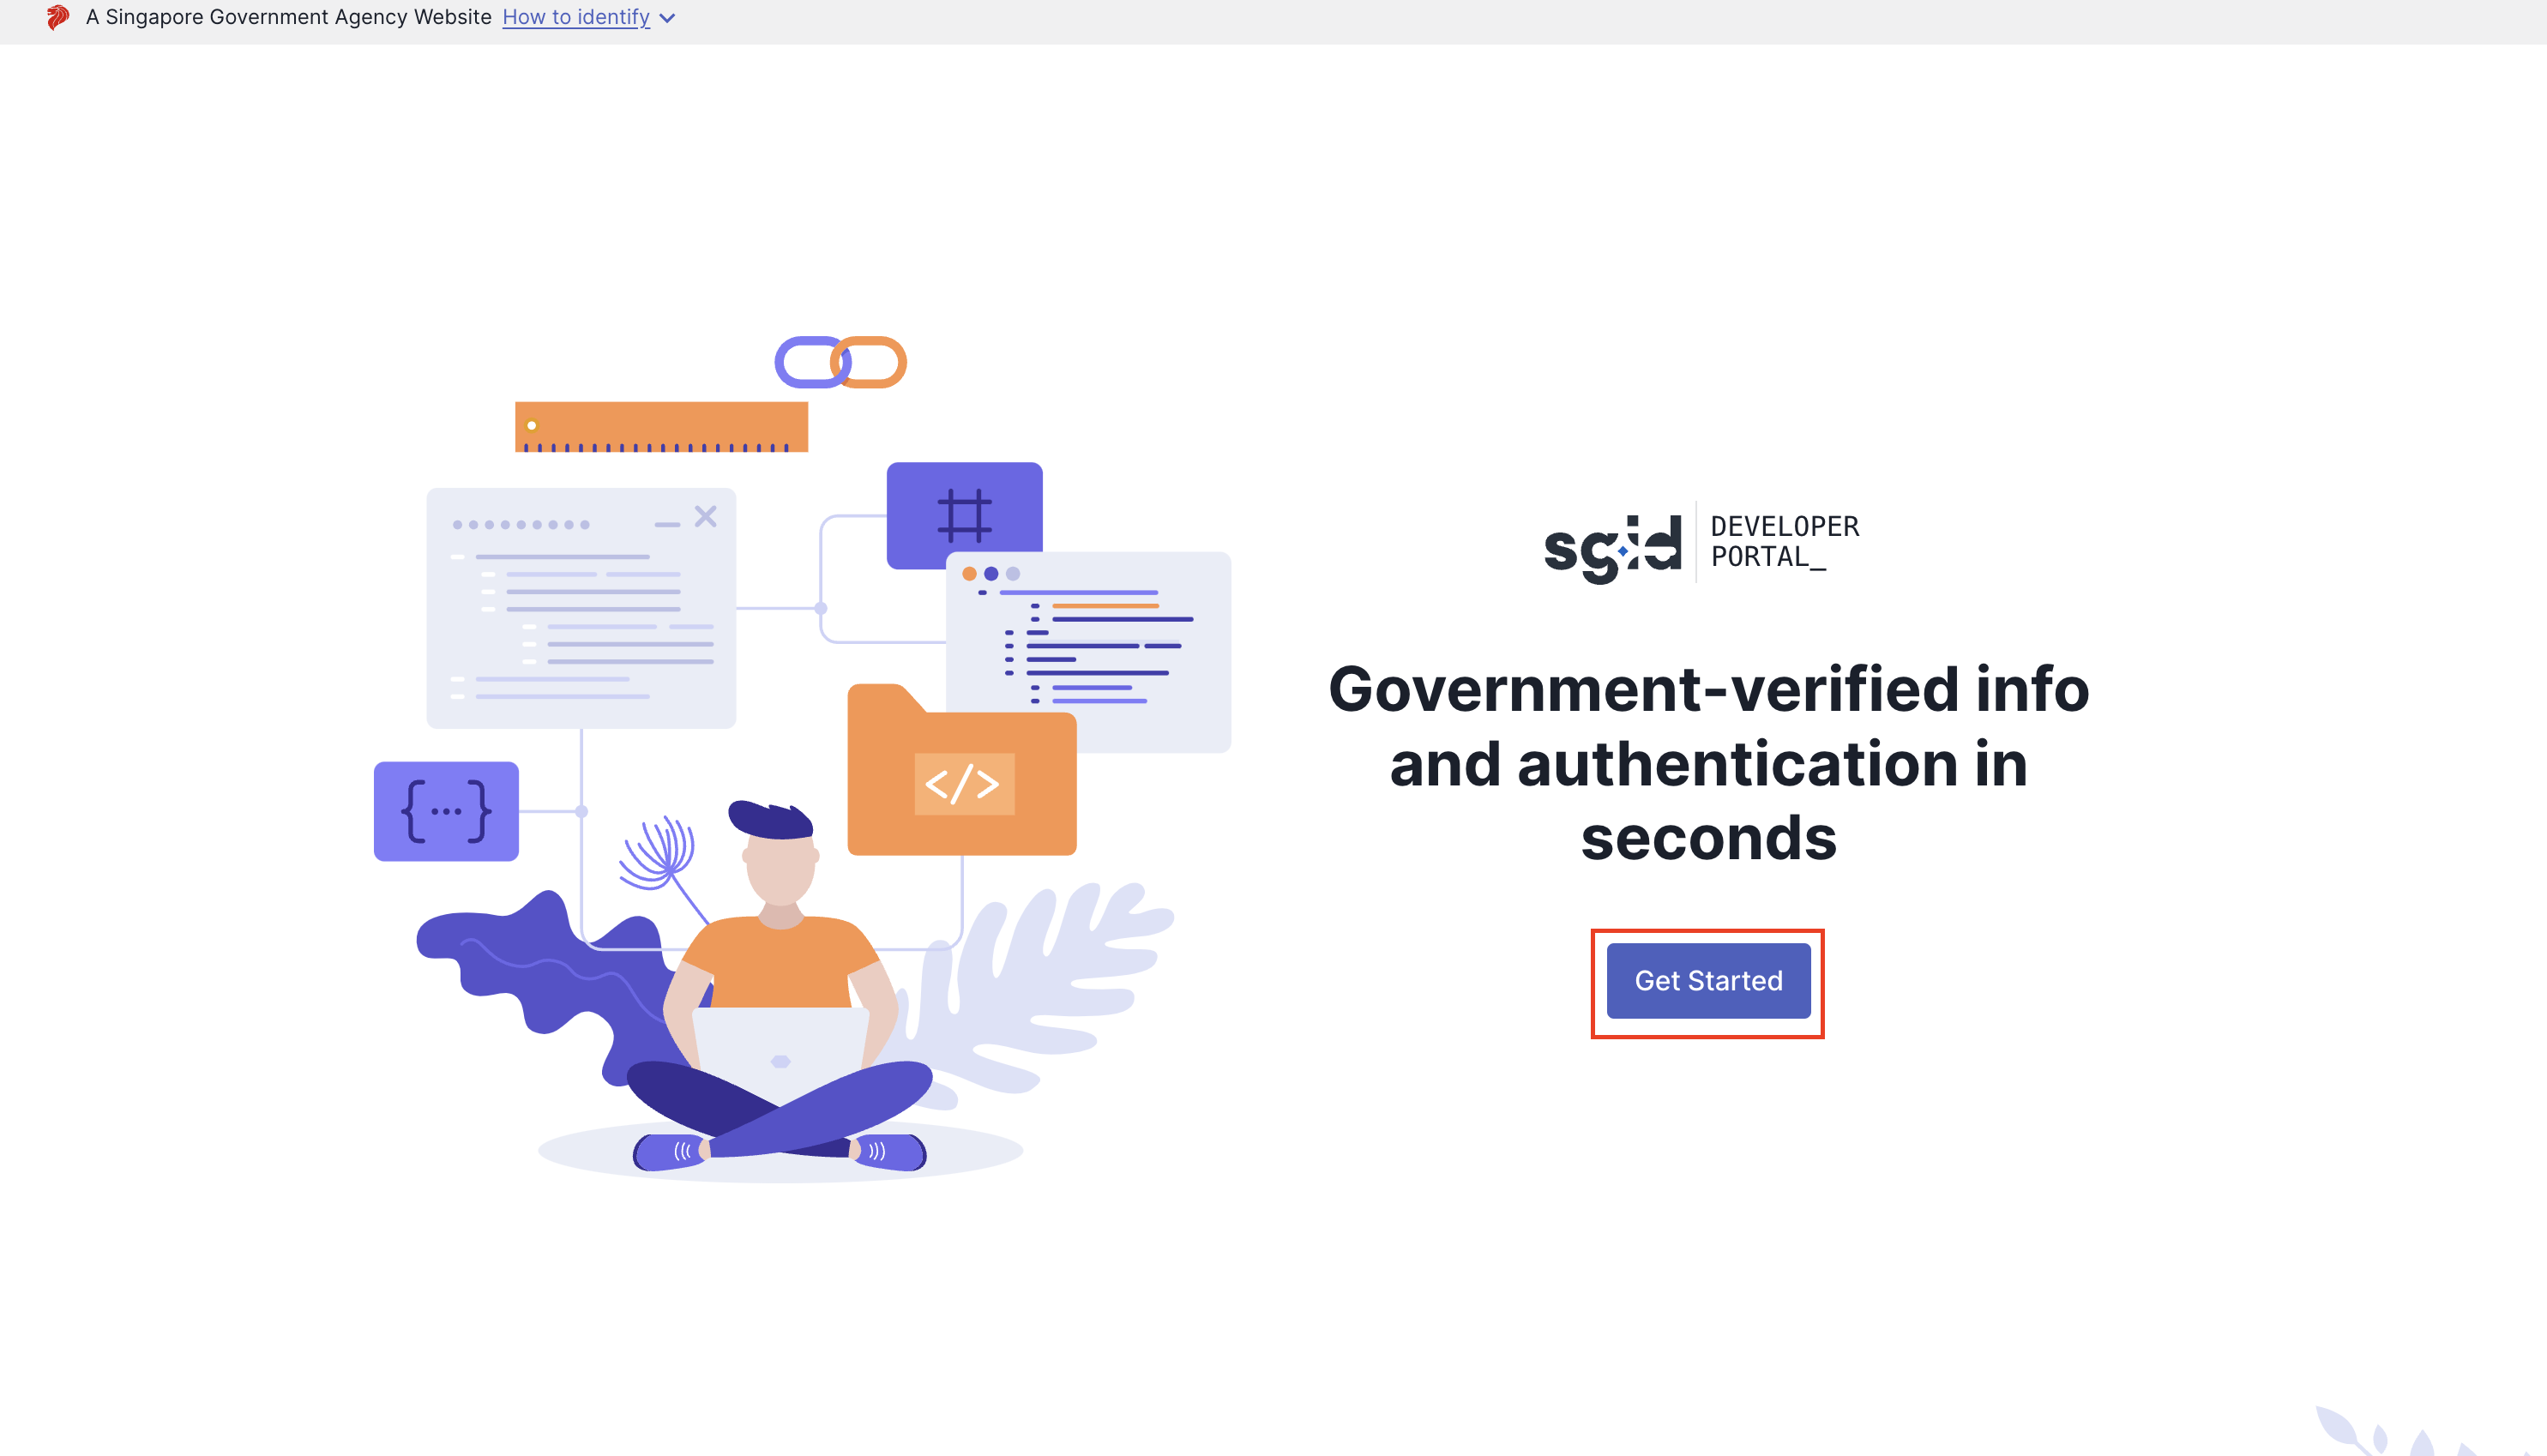 A Singapore Government Agency Website How to identify
sgid
DEVELOPER
PORTAL_
Government-verified info
and authentication in
seconds
Get Started
{...}
</>